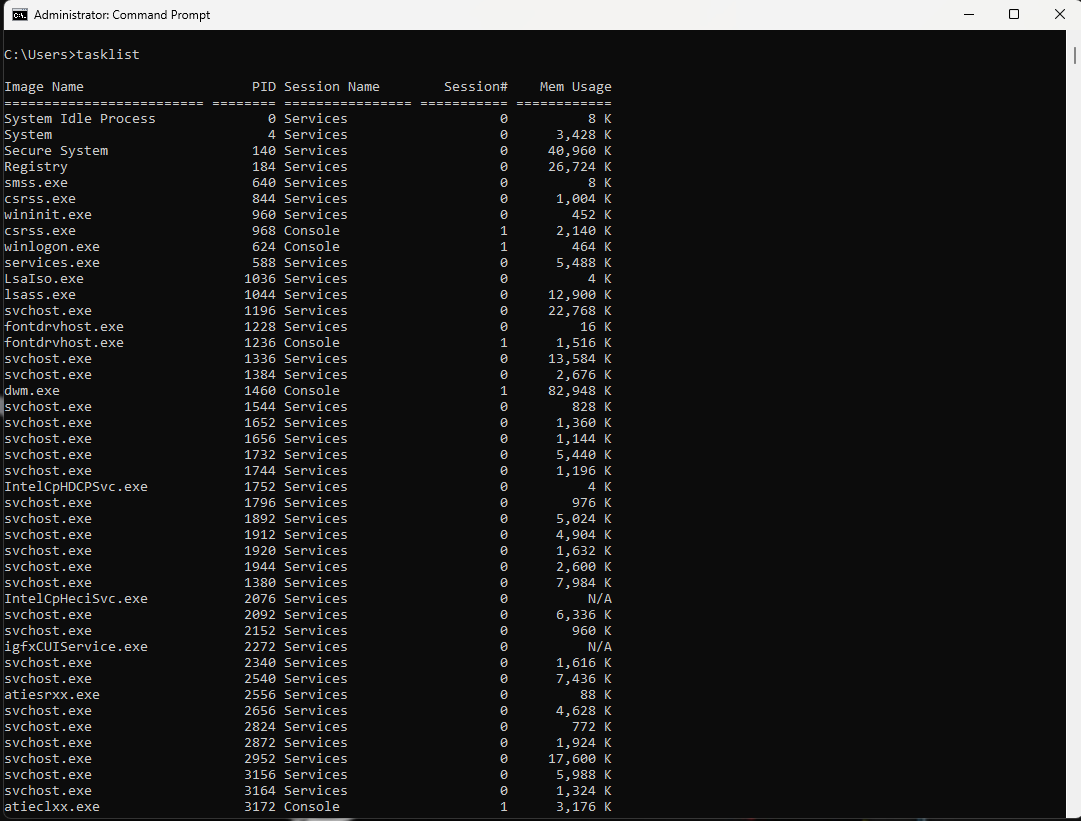 Administrator: Command Prompt
C:\Users>tasklist
Image Name                     PID Session Name        Session#    Mem Usage
========================= ======== ================ =========== ============
System Idle Process              0 Services                   0          8 K
System                           4 Services                   0      3,428 K
Secure System                  140 Services                   0     40,960 K
Registry                       184 Services                   0     26,724 K
smss.exe                       640 Services                   0          8 K
csrss.exe                      844 Services                   0      1,004 K
wininit.exe                    960 Services                   0        452 K
csrss.exe                      968 Console                    1      2,140 K
winlogon.exe                   624 Console                    1        464 K
services.exe                   588 Services                   0      5,488 K
LsaIso.exe                    1036 Services                   0          4 K
lsass.exe                     1044 Services                   0     12,900 K
svchost.exe                   1196 Services                   0     22,768 K
fontdrvhost.exe               1228 Services                   0         16 K
fontdrvhost.exe               1236 Console                    1      1,516 K
svchost.exe                   1336 Services                   0     13,584 K
svchost.exe                   1384 Services                   0      2,676 K
dwm.exe                       1460 Console                    1     82,948 K
svchost.exe                   1544 Services                   0        828 K
svchost.exe                   1652 Services                   0      1,360 K
svchost.exe                   1656 Services                   0      1,144 K
svchost.exe                   1732 Services                   0      5,440 K
svchost.exe                   1744 Services                   0      1,196 K
IntelCpHDCPSvc.exe            1752 Services                   0          4 K
svchost.exe                   1796 Services                   0        976 K
svchost.exe                   1892 Services                   0      5,024 K
svchost.exe                   1912 Services                   0      4,904 K
svchost.exe                   1920 Services                   0      1,632 K
svchost.exe                   1944 Services                   0      2,600 K
svchost.exe                   1380 Services                   0      7,984 K
IntelCpHeciSvc.exe            2076 Services                   0          N/A
svchost.exe                   2092 Services                   0      6,336 K
svchost.exe                   2152 Services                   0        960 K
igfxCUIService.exe            2272 Services                   0          N/A
svchost.exe                   2340 Services                   0      1,616 K
svchost.exe                   2540 Services                   0      7,436 K
atiesrxx.exe                  2556 Services                   0         88 K
svchost.exe                   2656 Services                   0      4,628 K
svchost.exe                   2824 Services                   0        772 K
svchost.exe                   2872 Services                   0      1,924 K
svchost.exe                   2952 Services                   0     17,600 K
svchost.exe                   3156 Services                   0      5,988 K
svchost.exe                   3164 Services                   0      1,324 K
atieclxx.exe                  3172 Console                    1      3,176 K